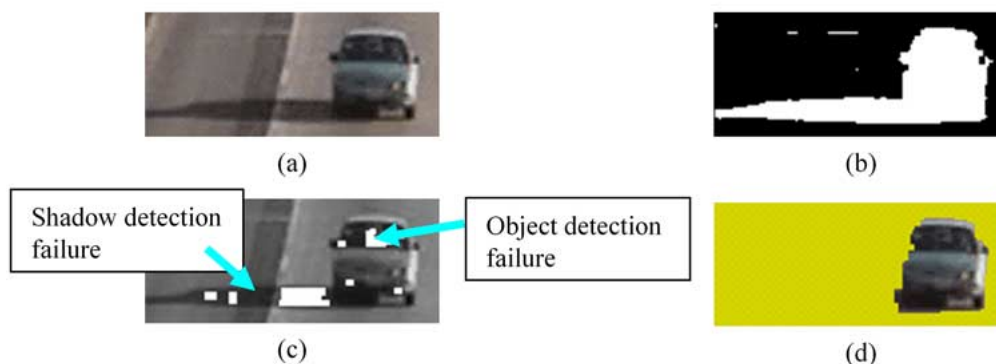 (a)
(b)
Shadow detection
failure
Object detection
failure
(c)
(d)